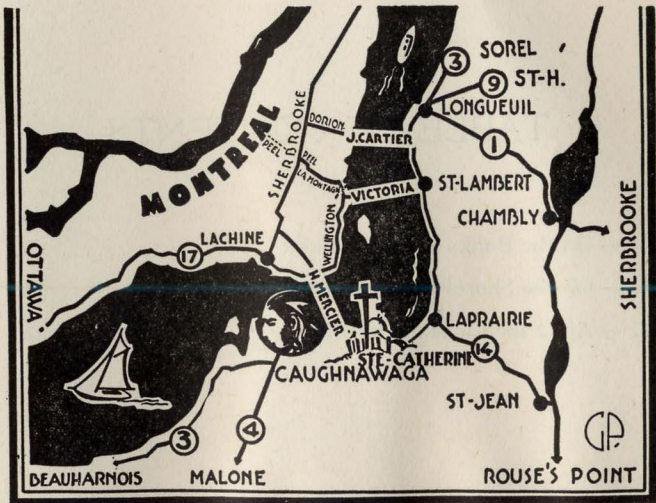 3
SOREL
9
ST-H.
LONGUEUIL
1
SHERBROOKE
DORION
J. CARTIER
MONTREAL
PEEL
PEEL
LA MONTAGNE
SHERBROOKE
VICTORIA
ST-LAMBERT
CHAMBLY
SHERBROOKE
WELLINGTON
LACHINE
17
OTTAWA
H. MERCIER
LAPRAIRIE
STE-CATHERINE
14
CAUGHNAWAGA
ST-JEAN
3
4
GP.
BEAUHARNOIS
MALONE
ROUSE'S POINT